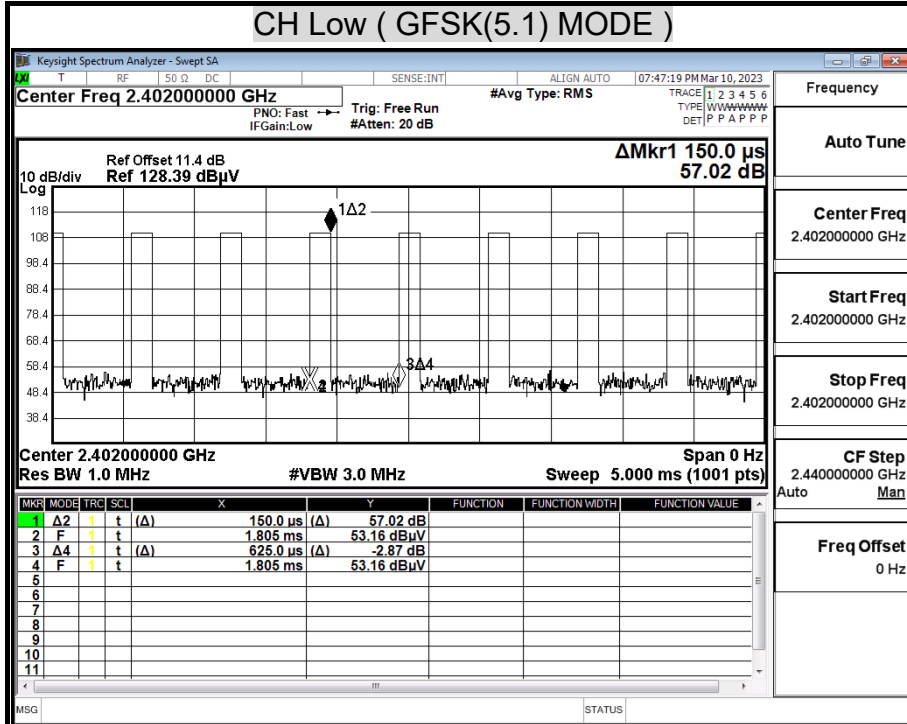 CH Low ( GFSK(5.1) MODE )
Keysight Spectrum Analyzer - Swept SA
LXI T RF 50 Ω DC SENSE:INT ALIGN AUTO 07:47:19 PM Mar 10, 2023
Center Freq 2.402000000 GHz
PNO: Fast
IFGain:Low
Trig: Free Run
#Atten: 20 dB
#Avg Type: RMS
TRACE 1 2 3 4 5 6
TYPE WWWWWW
DET P P A P P P
ΔMkr1 150.0 µs
57.02 dB
Ref Offset 11.4 dB
10 dB/div Ref 128.39 dBµV
Log
118
108
98.4
88.4
78.4
68.4
58.4
48.4
38.4
1Δ2
3Δ4
Center 2.402000000 GHz Span 0 Hz
Res BW 1.0 MHz #VBW 3.0 MHz Sweep 5.000 ms (1001 pts)
MKR MODE TRC SCL X Y FUNCTION FUNCTION WIDTH FUNCTION VALUE
1 Δ2 1 t (Δ) 150.0 µs (Δ) 57.02 dB
2 F 1 t 1.805 ms 53.16 dBµV
3 Δ4 1 t (Δ) 625.0 µs (Δ) -2.87 dB
4 F 1 t 1.805 ms 53.16 dBµV
5
6
7
8
9
10
11
MSG STATUS
Frequency
Auto Tune
Center Freq
2.402000000 GHz
Start Freq
2.402000000 GHz
Stop Freq
2.402000000 GHz
CF Step
2.440000000 GHz
Auto Man
Freq Offset
0 Hz